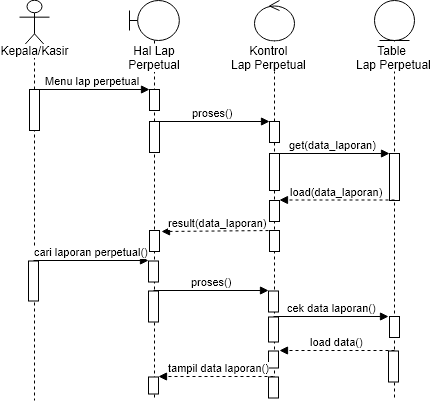 Kepala/Kasir
Hal Lap
Perpetual
Kontrol
Lap Perpetual
Table
Lap Perpetual
Menu lap perpetual
proses()
get(data_laporan)
load(data_laporan)
result(data_laporan)
cari laporan perpetual()
proses()
cek data laporan()
load data()
tampil data laporan()